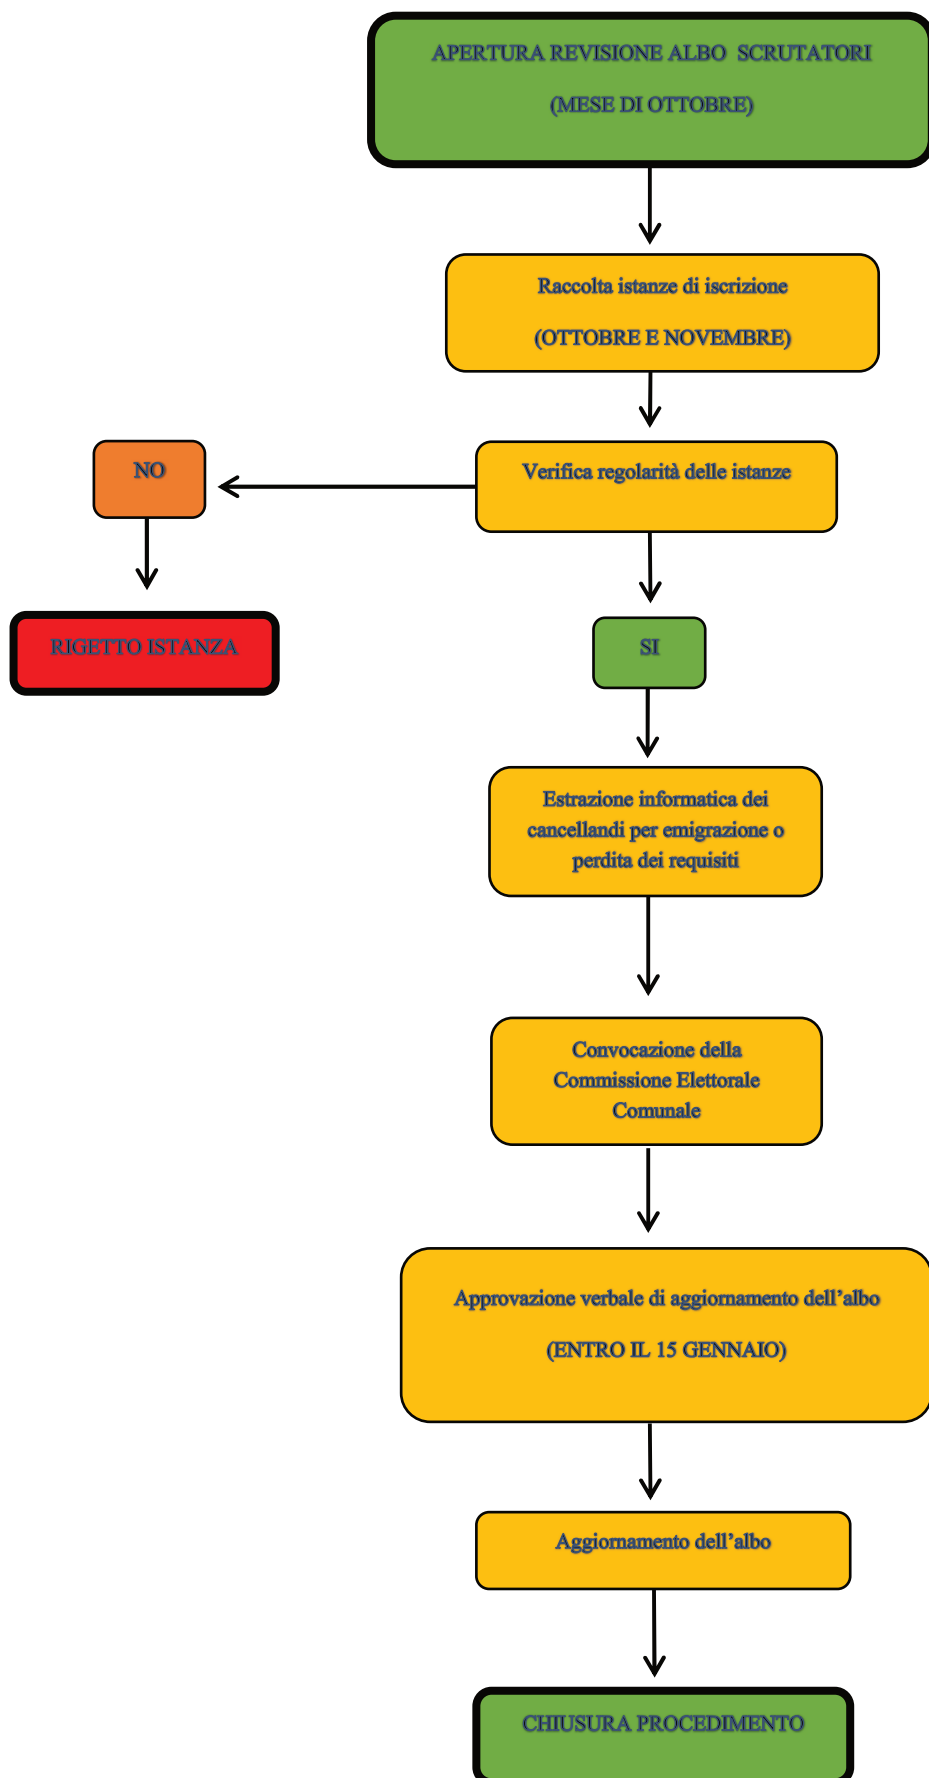 APERTURA REVISIONE ALBO SCRUTATORI
(MESE DI OTTOBRE)
Raccolta istanze di iscrizione
(OTTOBRE E NOVEMBRE)
Verifica regolarità delle istanze
NO
RIGETTO ISTANZA
SI
Estrazione informatica dei
cancellandi per emigrazione o
perdita dei requisiti
Convocazione della
Commissione Elettorale
Comunale
Approvazione verbale di aggiornamento dell’albo
(ENTRO IL 15 GENNAIO)
Aggiornamento dell’albo
CHIUSURA PROCEDIMENTO